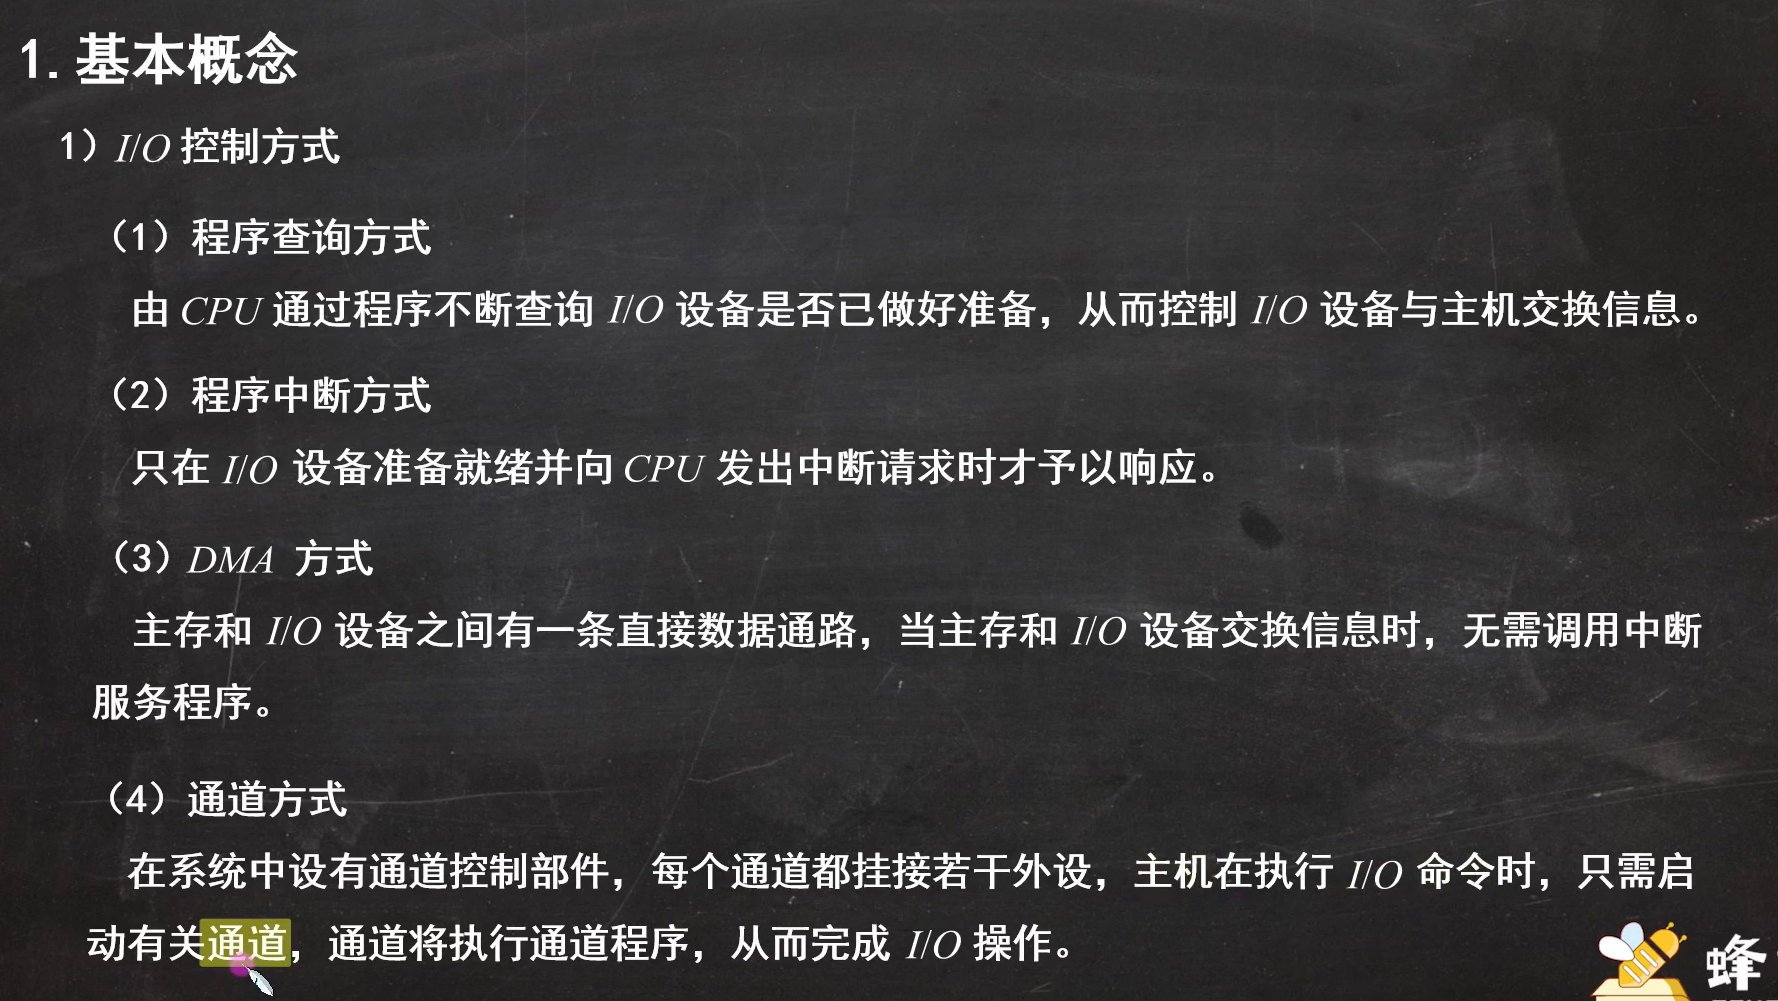 1.基本概念
1）I/O 控制方式
（1）程序查询方式
由 CPU 通过程序不断查询 I/O 设备是否已做好准备，从而控制 I/O 设备与主机交换信息。
（2）程序中断方式
只在 I/O 设备准备就绪并向 CPU 发出中断请求时才予以响应。
（3）DMA 方式
主存和 I/O 设备之间有一条直接数据通路，当主存和 I/O 设备交换信息时，无需调用中断
服务程序。
（4）通道方式
在系统中设有通道控制部件，每个通道都挂接若干外设，主机在执行 I/O 命令时，只需启
动有关通道，通道将执行通道程序，从而完成 I/O 操作。
蜂